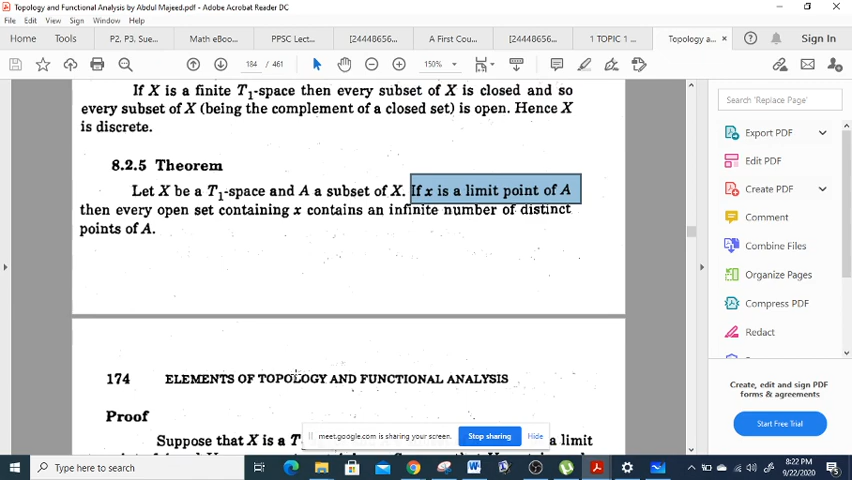 Topology and Functional Analysis by Abdul Majeed.pdf - Adobe Acrobat Reader DC
File Edit View Sign Window Help
Home Tools P2. P3. Sue... Math eBoo... PPSC Lectu... [24448656... A First Cou... [24448656... 1 TOPIC 1 ... Topology a... × Sign In
184 / 461 150%
If X is a finite T1-space then every subset of X is closed and so
every subset of X (being the complement of a closed set) is open. Hence X
is discrete.
8.2.5 Theorem
Let X be a T1-space and A a subset of X. If x is a limit point of A
then every open set containing x contains an infinite number of distinct
points of A.
174 ELEMENTS OF TOPOLOGY AND FUNCTIONAL ANALYSIS
Proof
Suppose that X is a T
a limit
meet.google.com is sharing your screen. Stop sharing Hide
Search 'Replace Page'
Export PDF
Edit PDF
Create PDF
Comment
Combine Files
Organize Pages
Compress PDF
Redact
Create, edit and sign PDF
forms & agreements
Start Free Trial
Type here to search
8:22 PM
9/22/2020